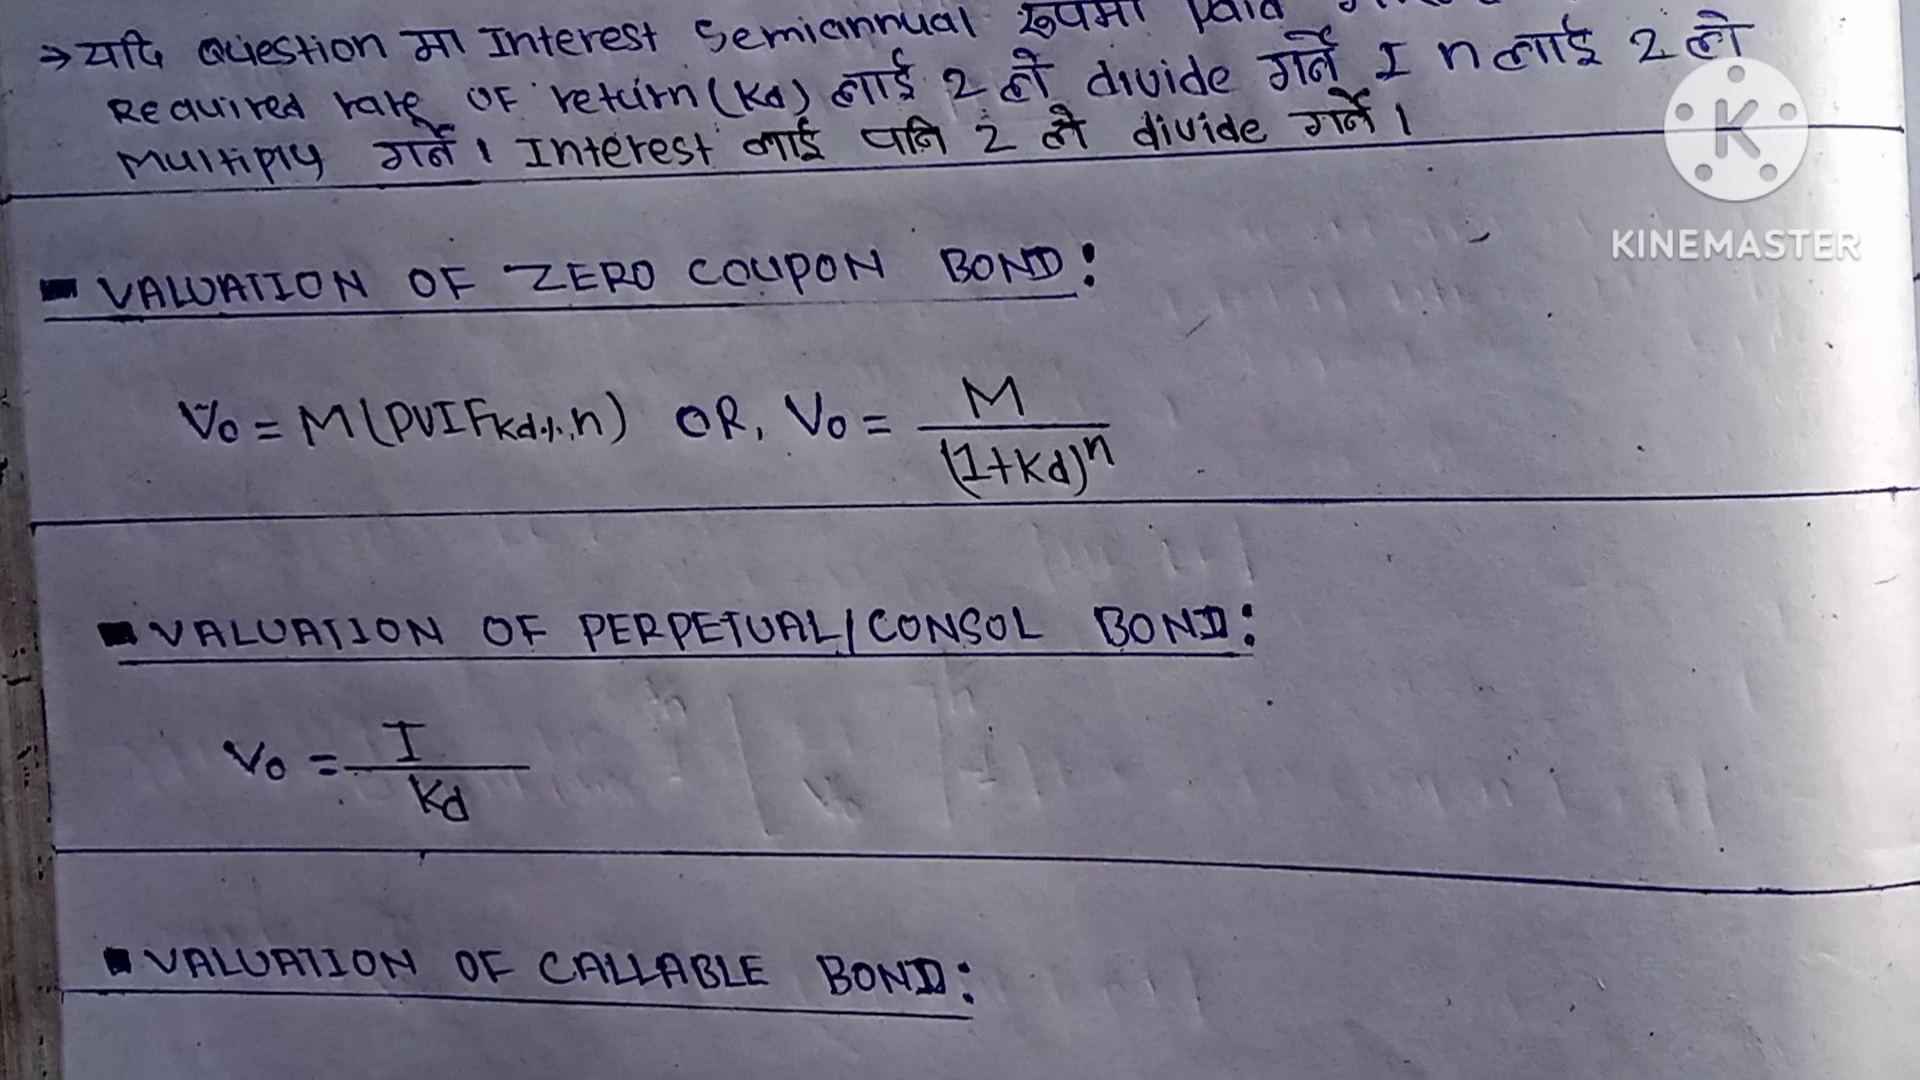 → यदि Question मा Interest Semiannual रूपमा paid
Required rate OF return (Kd) लाई 2 ले divide गर्ने I n लाई 2 ले
Multiply गर्ने । Interest लाई पनि 2 ले divide गर्ने ।
KINEMASTER
VALUATION OF ZERO COUPON BOND:
V₀ = M(PVIFkd%,n) OR, V₀ = M/(1+kd)ⁿ
VALUATION OF PERPETUAL/CONSOL BOND:
V₀ = I/kd
VALUATION OF CALLABLE BOND: